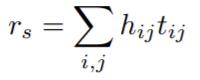 r_s = \sum_{i,j} h_{ij} t_{ij}